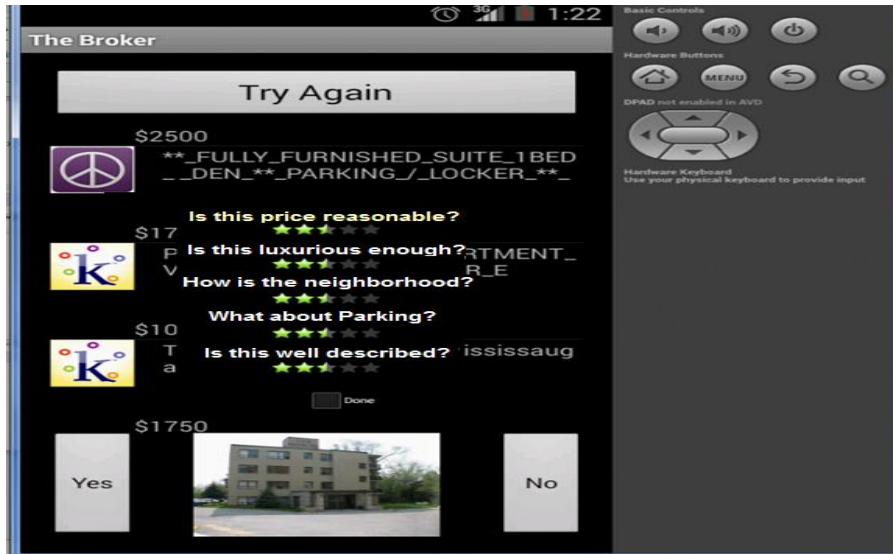 3G 1:22
The Broker
Try Again
$2500
**_FULLY_FURNISHED_SUITE_1BED
_ _DEN_**_PARKING_/_LOCKER_**_
Is this price reasonable?
$17
P Is this luxurious enough? RTMENT_
V R_E
How is the neighborhood?
What about Parking?
$10
T Is this well described? ississaug
a
Done
$1750
Yes
No
k
k
Basic Controls
Hardware Buttons
MENU
DPAD not enabled in AVD
Hardware Keyboard
Use your physical keyboard to provide input